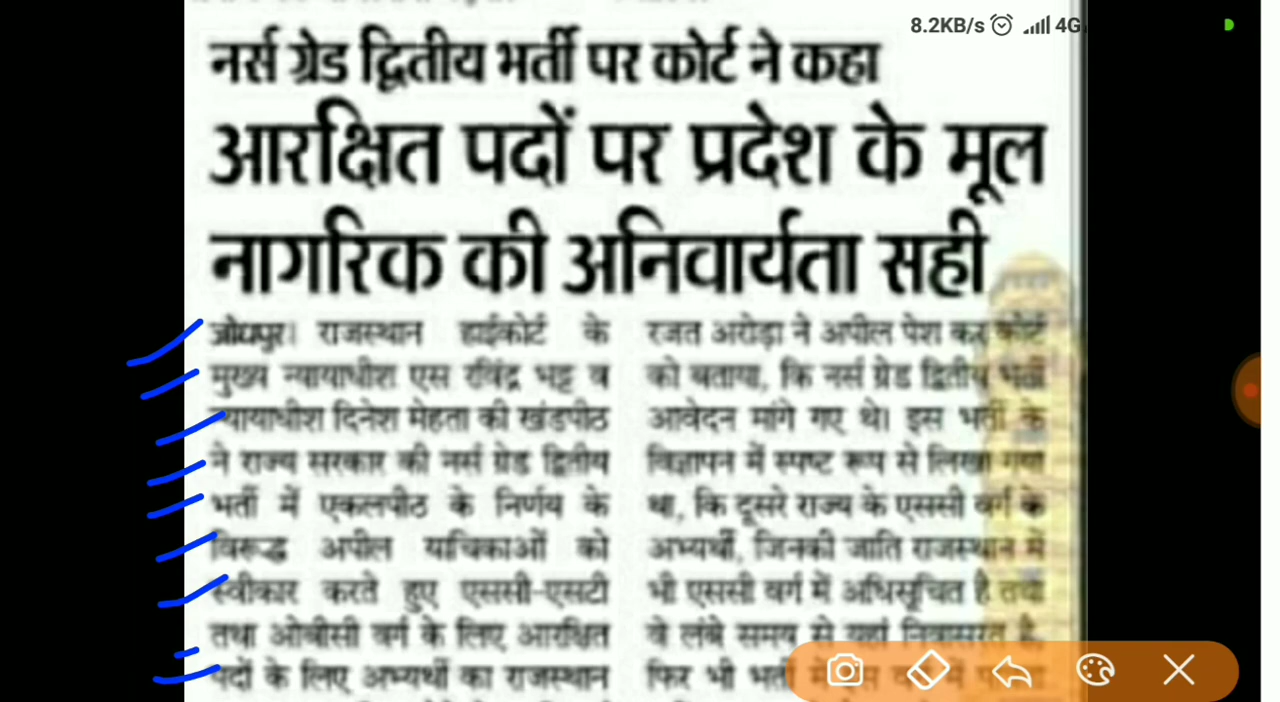 8.2KB/s 4G
नर्स ग्रेड द्वितीय भर्ती पर कोर्ट ने कहा
आरक्षित पदों पर प्रदेश के मूल
नागरिक की अनिवार्यता सही
जोधपुर। राजस्थान हाईकोर्ट के
मुख्य न्यायाधीश एस रविंद्र भट्ट व
न्यायाधीश दिनेश मेहता की खंडपीठ
ने राज्य सरकार की नर्स ग्रेड द्वितीय
भर्ती में एकलपीठ के निर्णय के
विरूद्ध अपील याचिकाओं को
स्वीकार करते हुए एससी-एसटी
तथा ओबीसी वर्ग के लिए आरक्षित
पदों के लिए अभ्यर्थी का राजस्थान
रजत अरोड़ा ने अपील पेश कर कोर्ट
को बताया, कि नर्स ग्रेड द्वितीय भर्ती
आवेदन मांगे गए थे। इस भर्ती के
विज्ञापन में स्पष्ट रूप से लिखा गया
था, कि दूसरे राज्य के एससी वर्ग के
अभ्यर्थी, जिनकी जाति राजस्थान में
भी एससी वर्ग में अधिसूचित है तथा
वे लंबे समय से यहां निवासरत है,
फिर भी भर्ती में